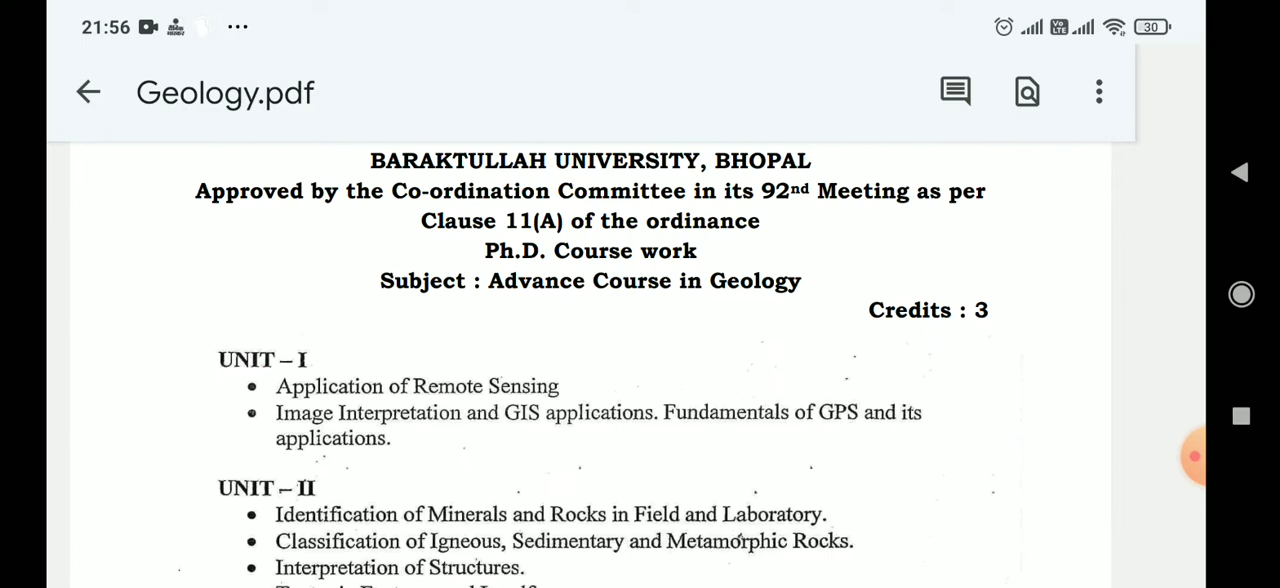 21:56
Vo LTE
30
Geology.pdf
BARAKTULLAH UNIVERSITY, BHOPAL
Approved by the Co-ordination Committee in its 92nd Meeting as per
Clause 11(A) of the ordinance
Ph.D. Course work
Subject : Advance Course in Geology
Credits : 3
UNIT – I
• Application of Remote Sensing
• Image Interpretation and GIS applications. Fundamentals of GPS and its
applications.
UNIT – II
• Identification of Minerals and Rocks in Field and Laboratory.
• Classification of Igneous, Sedimentary and Metamorphic Rocks.
• Interpretation of Structures.